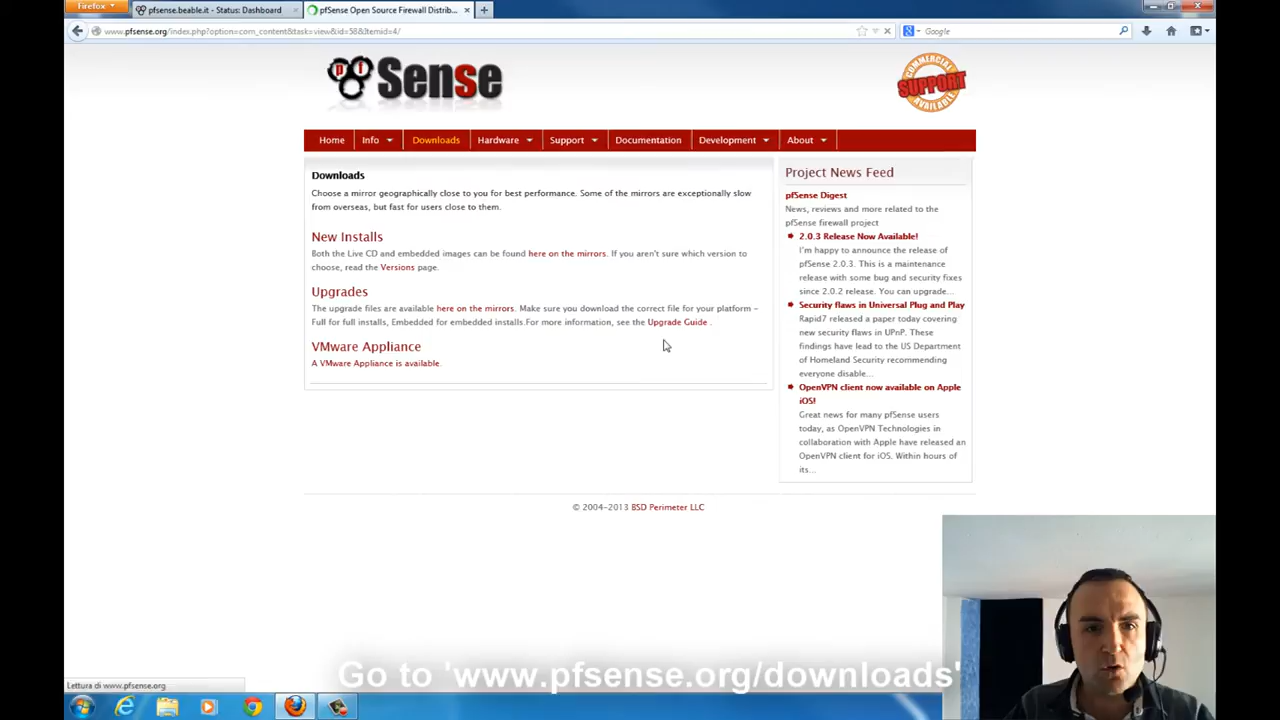 Firefox
pfsense.beable.it - Status: Dashboard
pfSense Open Source Firewall Distrib...
www.pfsense.org/index.php?option=com_content&task=view&id=58&Itemid=4/
Google
pf Sense
COMMERCIAL
SUPPORT
AVAILABLE
Home Info Downloads Hardware Support Documentation Development About
Downloads
Choose a mirror geographically close to you for best performance. Some of the mirrors are exceptionally slow
from overseas, but fast for users close to them.
New Installs
Both the Live CD and embedded images can be found here on the mirrors. If you aren't sure which version to
choose, read the Versions page.
Upgrades
The upgrade files are available here on the mirrors. Make sure you download the correct file for your platform -
Full for full installs, Embedded for embedded installs.For more information, see the Upgrade Guide .
VMware Appliance
A VMware Appliance is available.
Project News Feed
pfSense Digest
News, reviews and more related to the
pfSense firewall project
2.0.3 Release Now Available!
I'm happy to announce the release of
pfSense 2.0.3. This is a maintenance
release with some bug and security fixes
since 2.0.2 release. You can upgrade...
Security flaws in Universal Plug and Play
Rapid7 released a paper today covering
new security flaws in UPnP. These
findings have lead to the US Department
of Homeland Security recommending
everyone disable...
OpenVPN client now available on Apple
iOS!
Great news for many pfSense users
today, as OpenVPN Technologies in
collaboration with Apple have released an
OpenVPN client for iOS. Within hours of
its...
© 2004-2013 BSD Perimeter LLC
Go to 'www.pfsense.org/downloads'
Lettura di www.pfsense.org